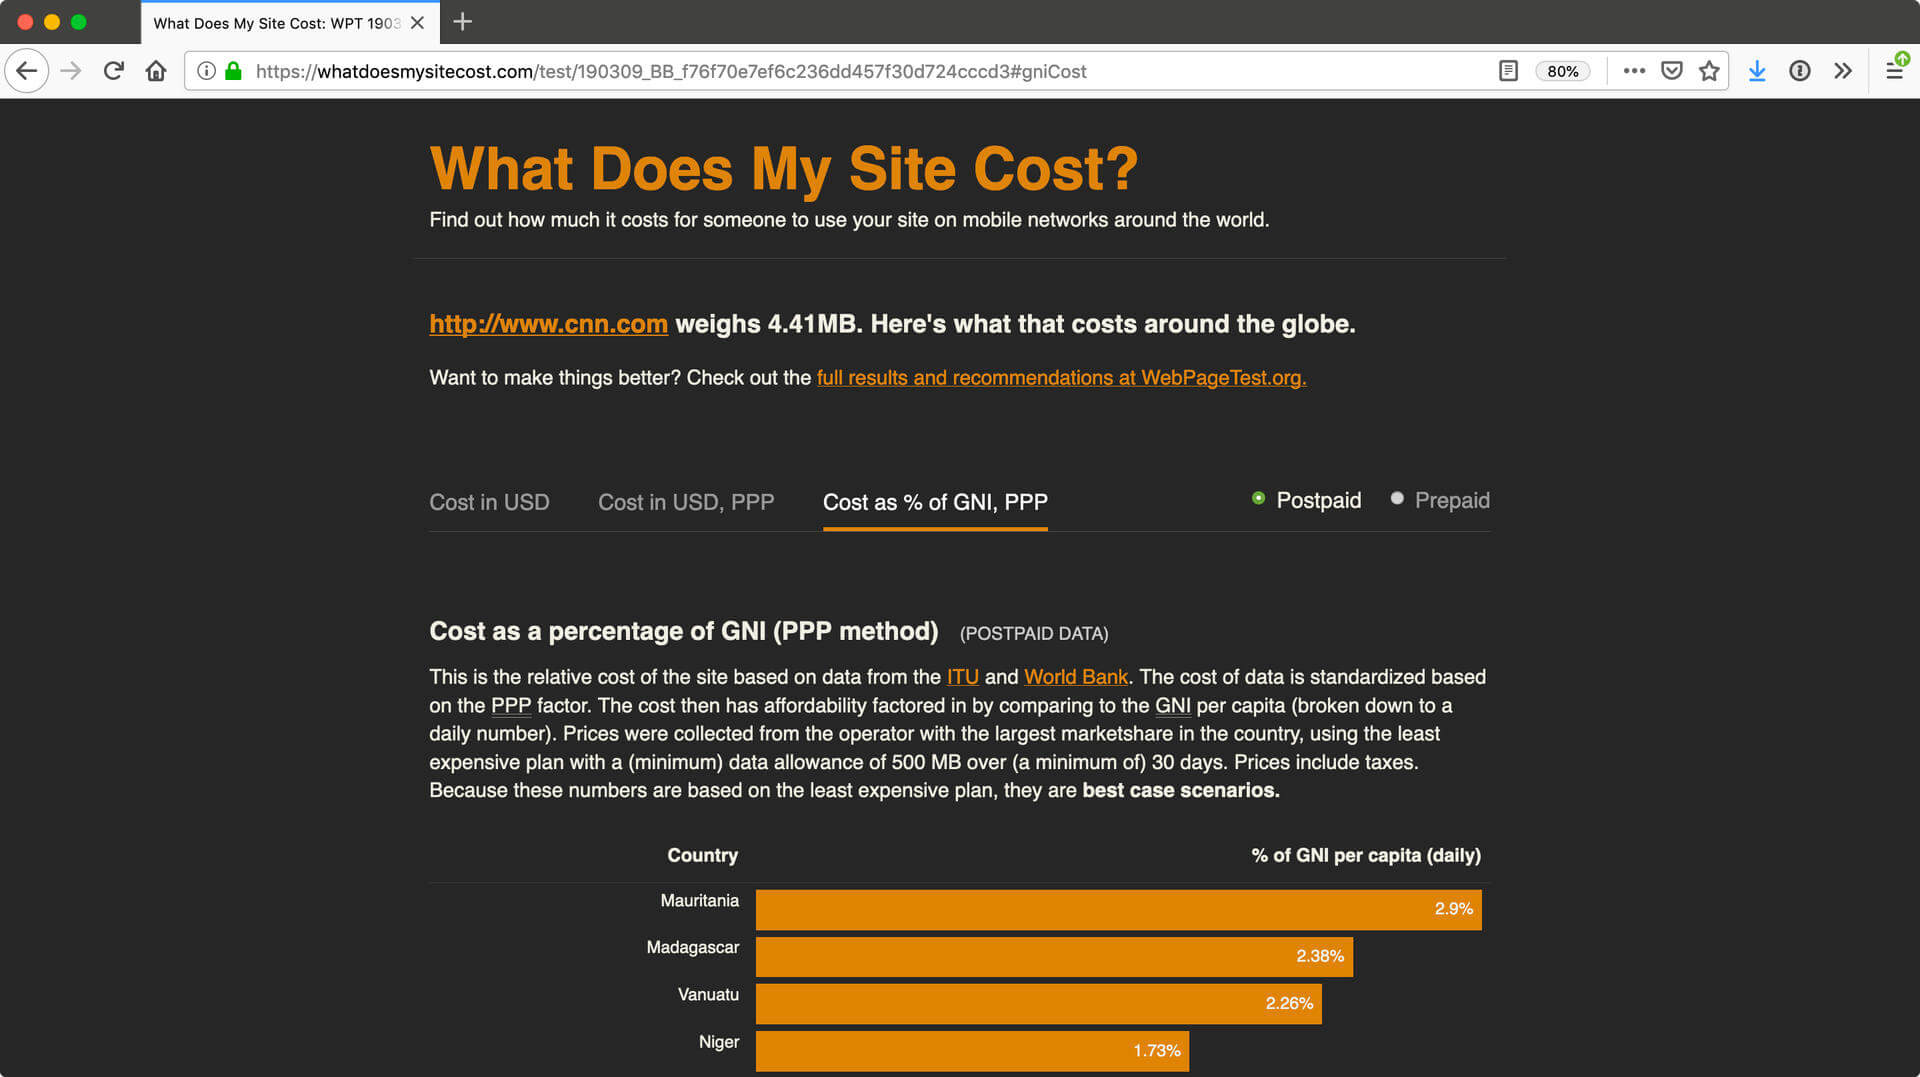 What Does My Site Cost: WPT 1903
https://whatdoesmysitecost.com/test/190309_BB_f76f70e7ef6c236dd457f30d724cccd3#gniCost
80%
What Does My Site Cost?
Find out how much it costs for someone to use your site on mobile networks around the world.
http://www.cnn.com weighs 4.41MB. Here's what that costs around the globe.
Want to make things better? Check out the full results and recommendations at WebPageTest.org.
Cost in USD Cost in USD, PPP Cost as % of GNI, PPP Postpaid Prepaid
Cost as a percentage of GNI (PPP method) (POSTPAID DATA)
This is the relative cost of the site based on data from the ITU and World Bank. The cost of data is standardized based
on the PPP factor. The cost then has affordability factored in by comparing to the GNI per capita (broken down to a
daily number). Prices were collected from the operator with the largest marketshare in the country, using the least
expensive plan with a (minimum) data allowance of 500 MB over (a minimum of) 30 days. Prices include taxes.
Because these numbers are based on the least expensive plan, they are best case scenarios.
Country % of GNI per capita (daily)
Mauritania 2.9%
Madagascar 2.38%
Vanuatu 2.26%
Niger 1.73%